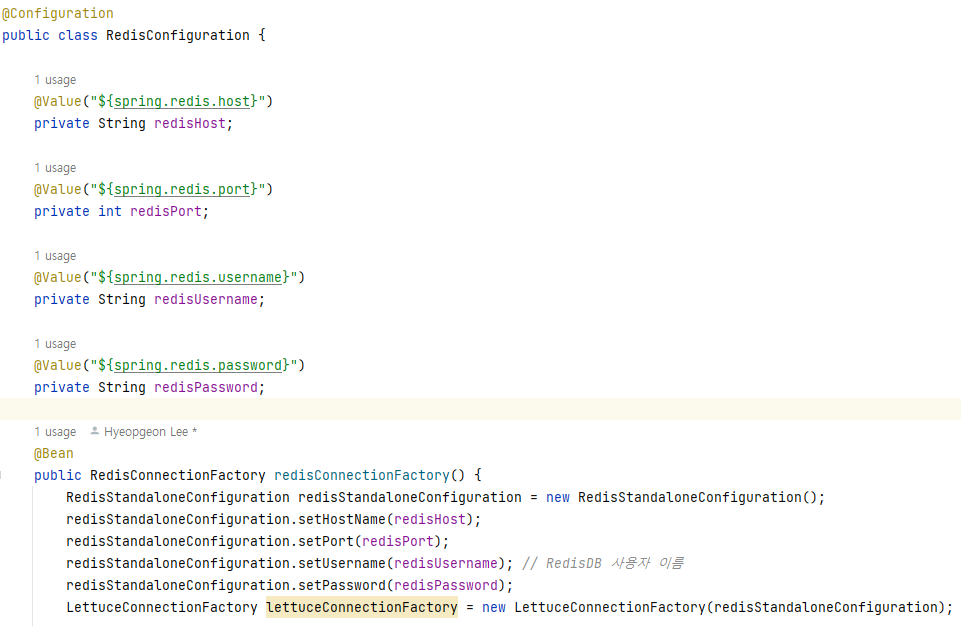 @Configuration
public class RedisConfiguration {
1 usage
@Value("${spring.redis.host}")
private String redisHost;
1 usage
@Value("${spring.redis.port}")
private int redisPort;
1 usage
@Value("${spring.redis.username}")
private String redisUsername;
1 usage
@Value("${spring.redis.password}")
private String redisPassword;
1 usage Hyeopgeon Lee *
@Bean
public RedisConnectionFactory redisConnectionFactory() {
RedisStandaloneConfiguration redisStandaloneConfiguration = new RedisStandaloneConfiguration();
redisStandaloneConfiguration.setHostName(redisHost);
redisStandaloneConfiguration.setPort(redisPort);
redisStandaloneConfiguration.setUsername(redisUsername); // RedisDB 사용자 이름
redisStandaloneConfiguration.setPassword(redisPassword);
LettuceConnectionFactory lettuceConnectionFactory = new LettuceConnectionFactory(redisStandaloneConfiguration);